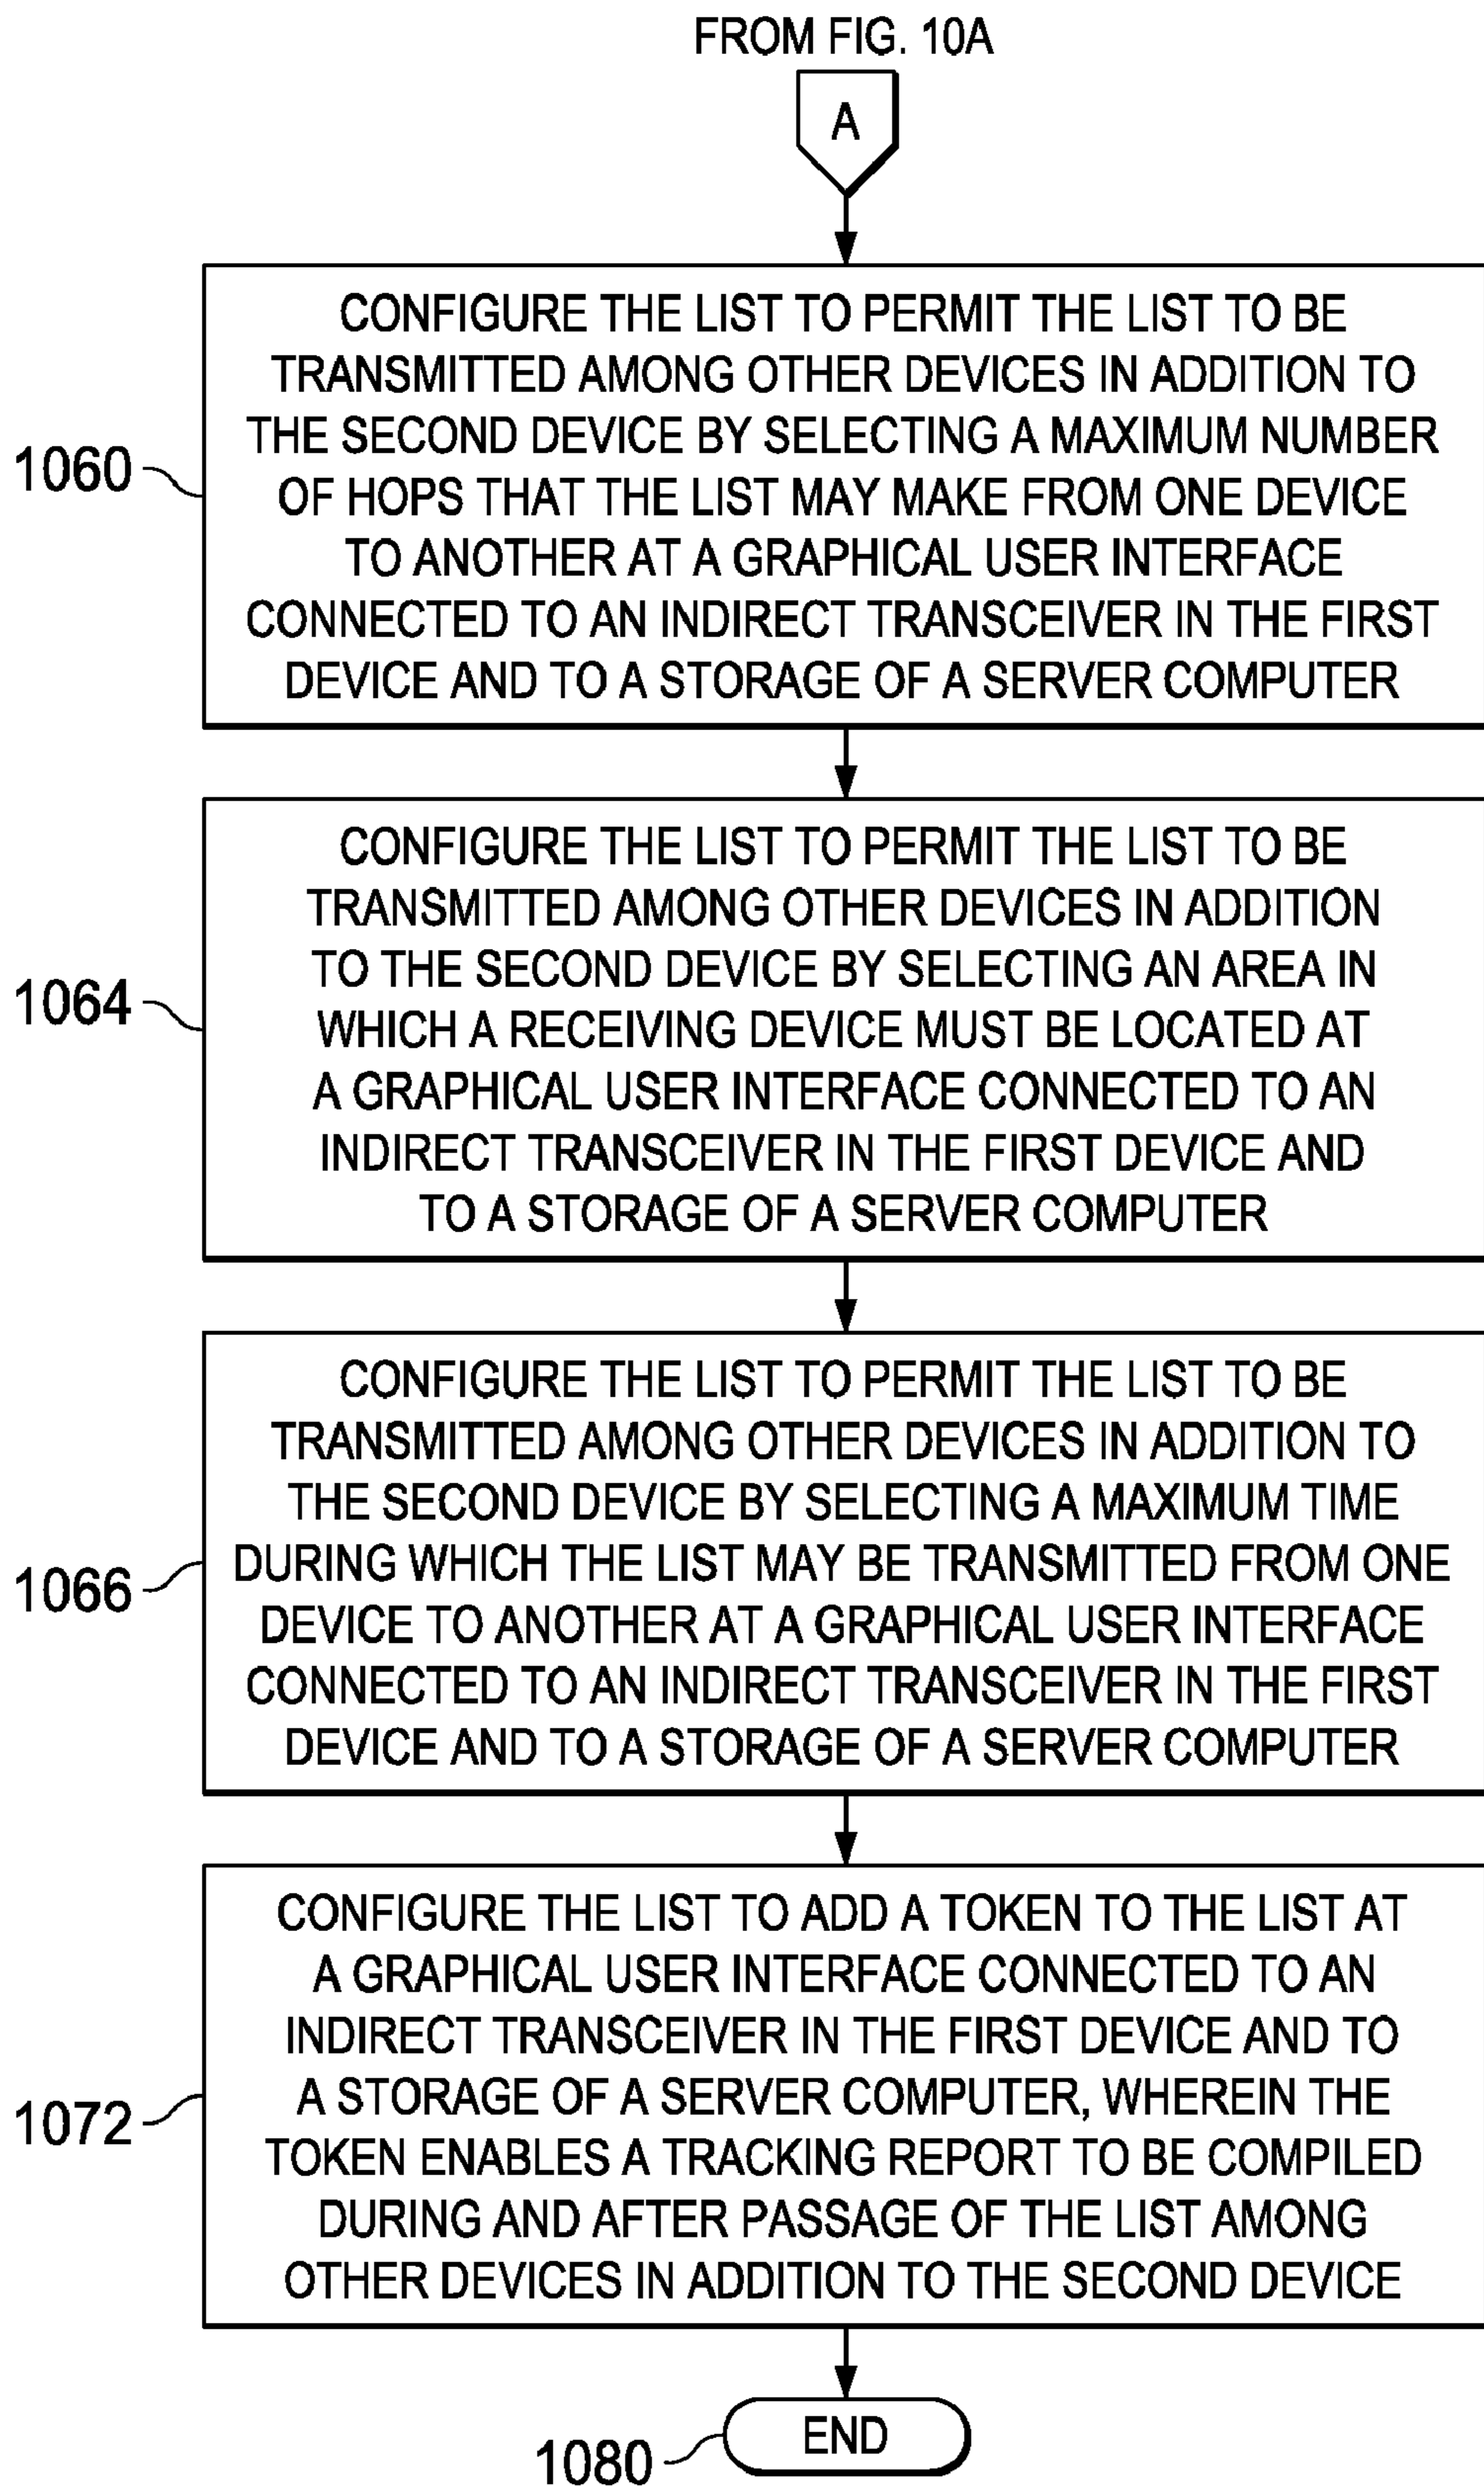 FROM FIG. 10A
A
CONFIGURE THE LIST TO PERMIT THE LIST TO BE
TRANSMITTED AMONG OTHER DEVICES IN ADDITION TO
THE SECOND DEVICE BY SELECTING A MAXIMUM NUMBER
OF HOPS THAT THE LIST MAY MAKE FROM ONE DEVICE
TO ANOTHER AT A GRAPHICAL USER INTERFACE
CONNECTED TO AN INDIRECT TRANSCEIVER IN THE FIRST
DEVICE AND TO A STORAGE OF A SERVER COMPUTER
1060
CONFIGURE THE LIST TO PERMIT THE LIST TO BE
TRANSMITTED AMONG OTHER DEVICES IN ADDITION
TO THE SECOND DEVICE BY SELECTING AN AREA IN
WHICH A RECEIVING DEVICE MUST BE LOCATED AT
A GRAPHICAL USER INTERFACE CONNECTED TO AN
INDIRECT TRANSCEIVER IN THE FIRST DEVICE AND
TO A STORAGE OF A SERVER COMPUTER
1064
CONFIGURE THE LIST TO PERMIT THE LIST TO BE
TRANSMITTED AMONG OTHER DEVICES IN ADDITION TO
THE SECOND DEVICE BY SELECTING A MAXIMUM TIME
DURING WHICH THE LIST MAY BE TRANSMITTED FROM ONE
DEVICE TO ANOTHER AT A GRAPHICAL USER INTERFACE
CONNECTED TO AN INDIRECT TRANSCEIVER IN THE FIRST
DEVICE AND TO A STORAGE OF A SERVER COMPUTER
1066
CONFIGURE THE LIST TO ADD A TOKEN TO THE LIST AT
A GRAPHICAL USER INTERFACE CONNECTED TO AN
INDIRECT TRANSCEIVER IN THE FIRST DEVICE AND TO
A STORAGE OF A SERVER COMPUTER, WHEREIN THE
TOKEN ENABLES A TRACKING REPORT TO BE COMPILED
DURING AND AFTER PASSAGE OF THE LIST AMONG
OTHER DEVICES IN ADDITION TO THE SECOND DEVICE
1072
END
1080